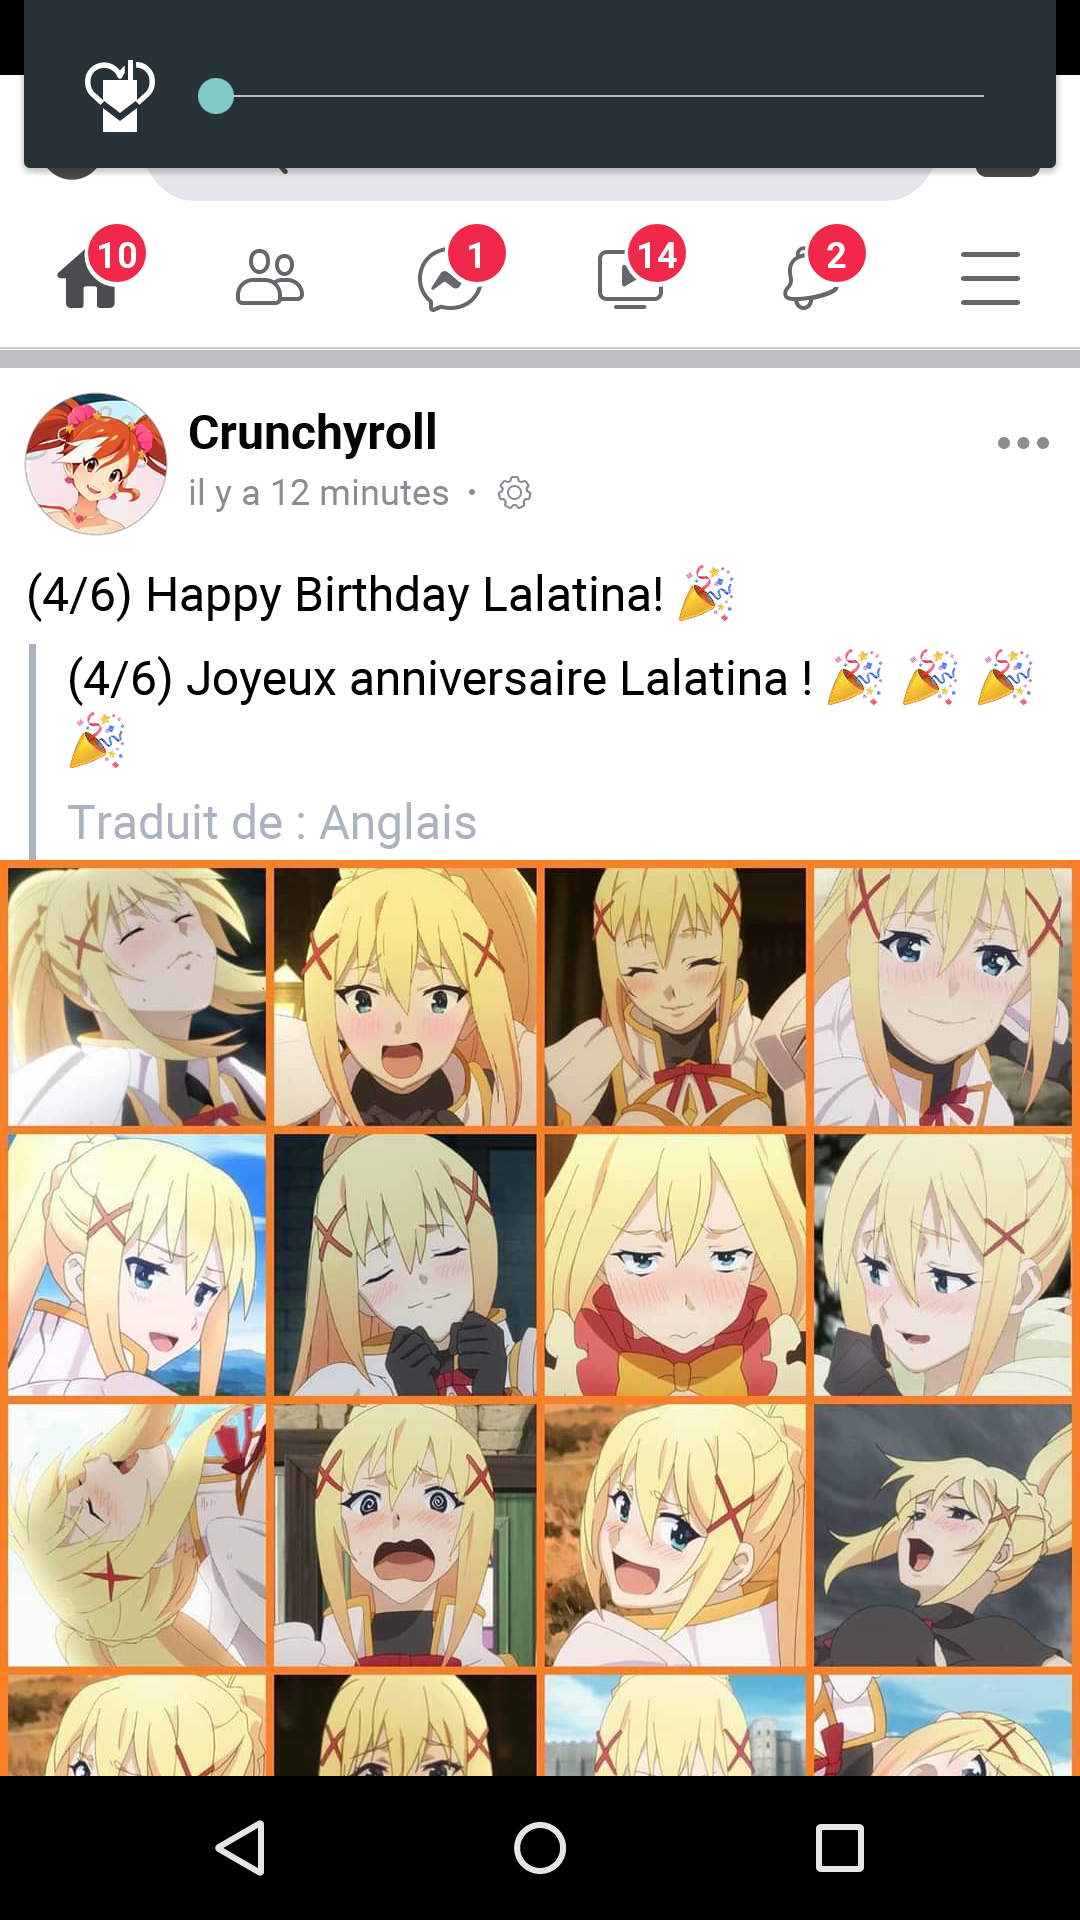 10
1
14
2
Crunchyroll
il y a 12 minutes ·
(4/6) Happy Birthday Lalatina! 🎉
(4/6) Joyeux anniversaire Lalatina ! 🎉 🎉 🎉
🎉
Traduit de : Anglais